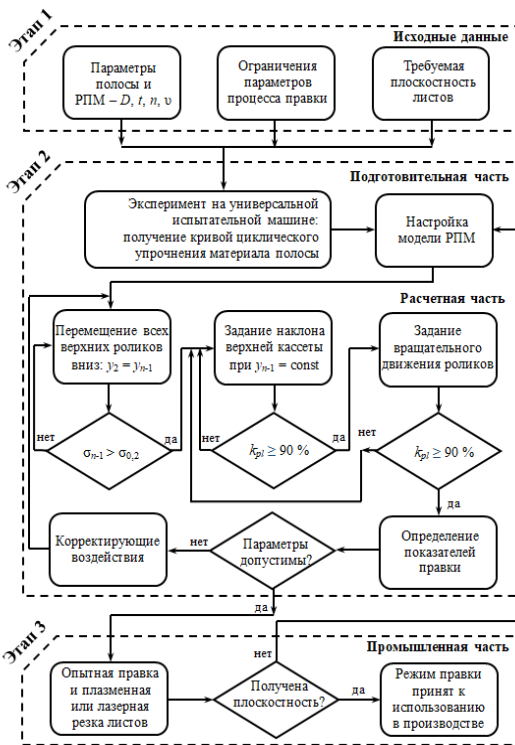 Этап 1
Исходные данные
Параметры
полосы и
РПМ – D, t, n, υ
Ограничения
параметров
процесса правки
Требуемая
плоскостность
листов
Этап 2
Подготовительная часть
Эксперимент на универсальной
испытательной машине:
получение кривой циклического
упрочнения материала полосы
Настройка
модели РПМ
Расчетная часть
Перемещение всех
верхних роликов
вниз: y2 = yn-1
Задание наклона
верхней кассеты
при yn-1 = const
Задание
вращательного
движения роликов
нет
σn-1 > σ0,2
да
нет
kpl ≥ 90 %
да
нет
kpl ≥ 90 %
да
Корректирующие
воздействия
нет
Параметры
допустимы?
Определение
показателей
правки
да
Этап 3
нет
Промышленная часть
Опытная правка
и плазменная
или лазерная
резка листов
Получена
плоскостность?
да
Режим правки
принят к
использованию
в производстве